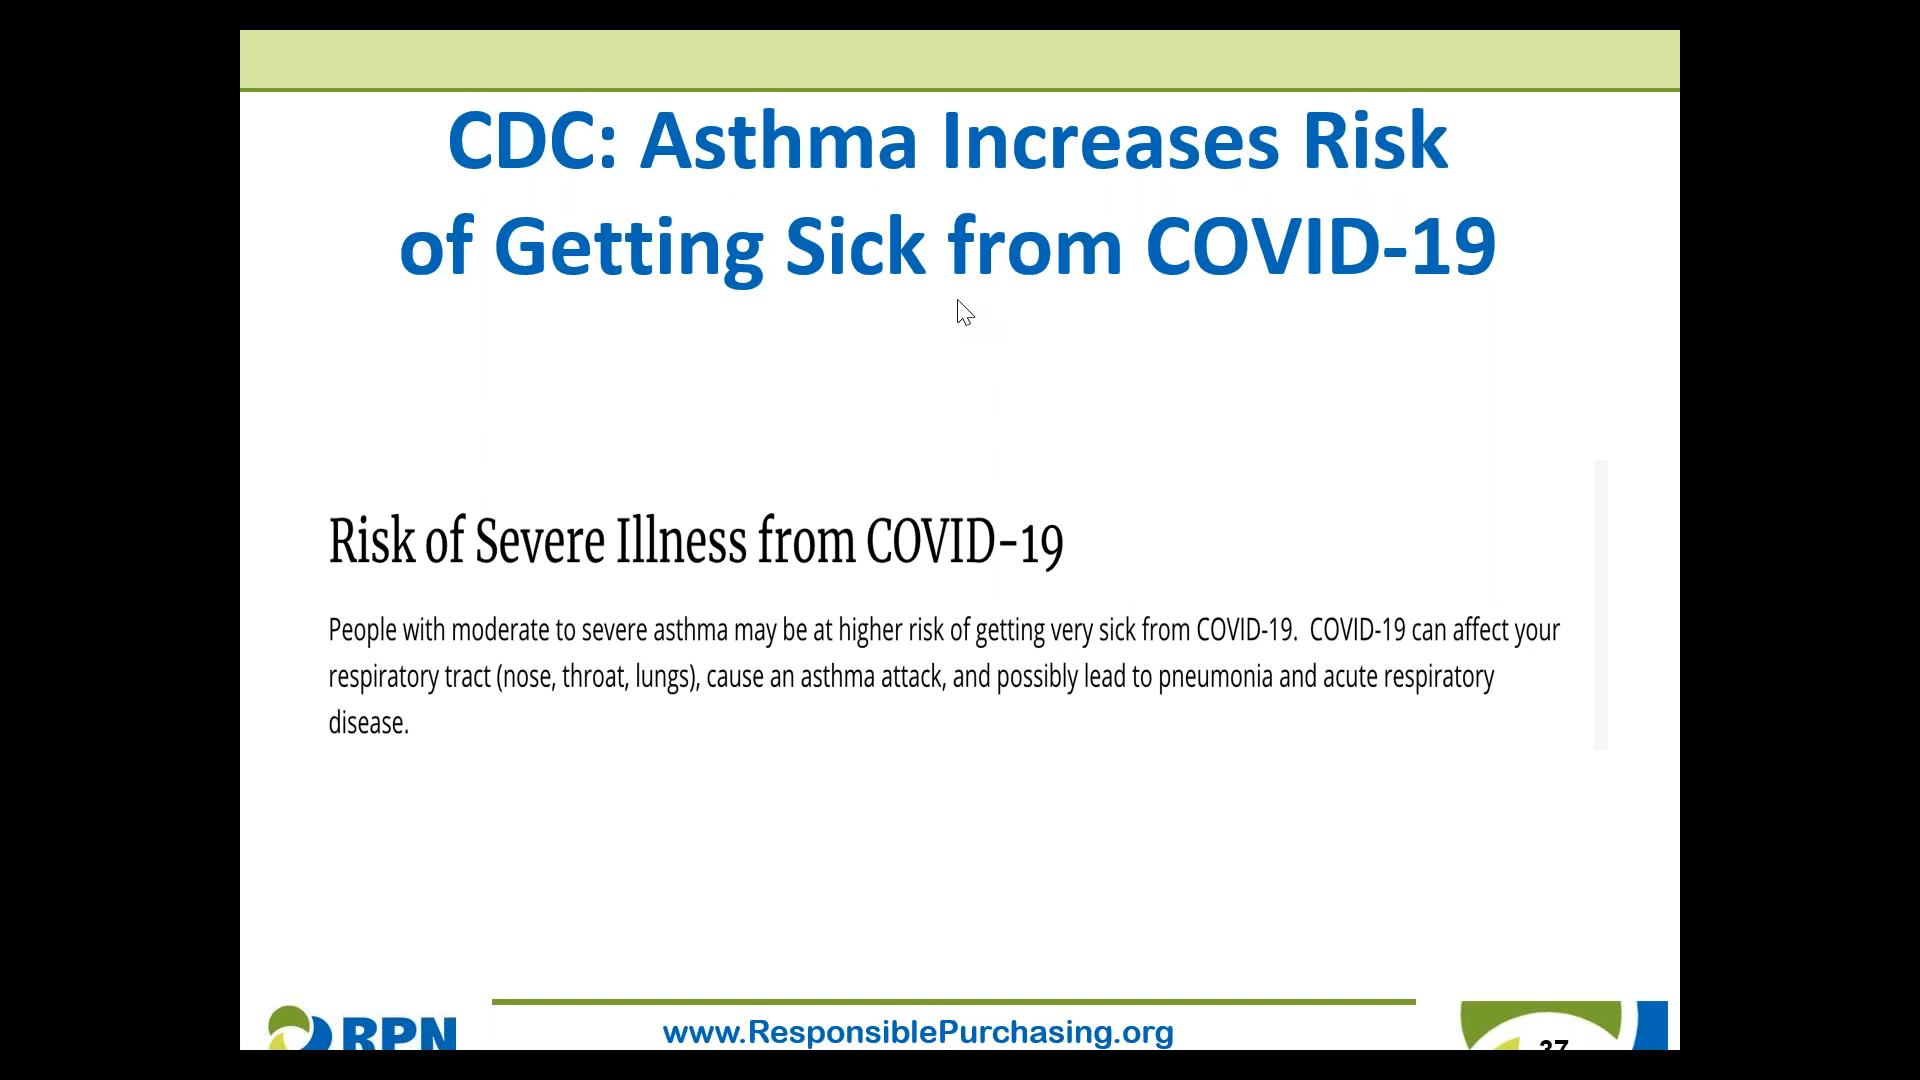 CDC: Asthma Increases Risk
of Getting Sick from COVID-19
Risk of Severe Illness from COVID-19
People with moderate to severe asthma may be at higher risk of getting very sick from COVID-19.  COVID-19 can affect your
respiratory tract (nose, throat, lungs), cause an asthma attack, and possibly lead to pneumonia and acute respiratory
disease.
RPN
www.ResponsiblePurchasing.org
37